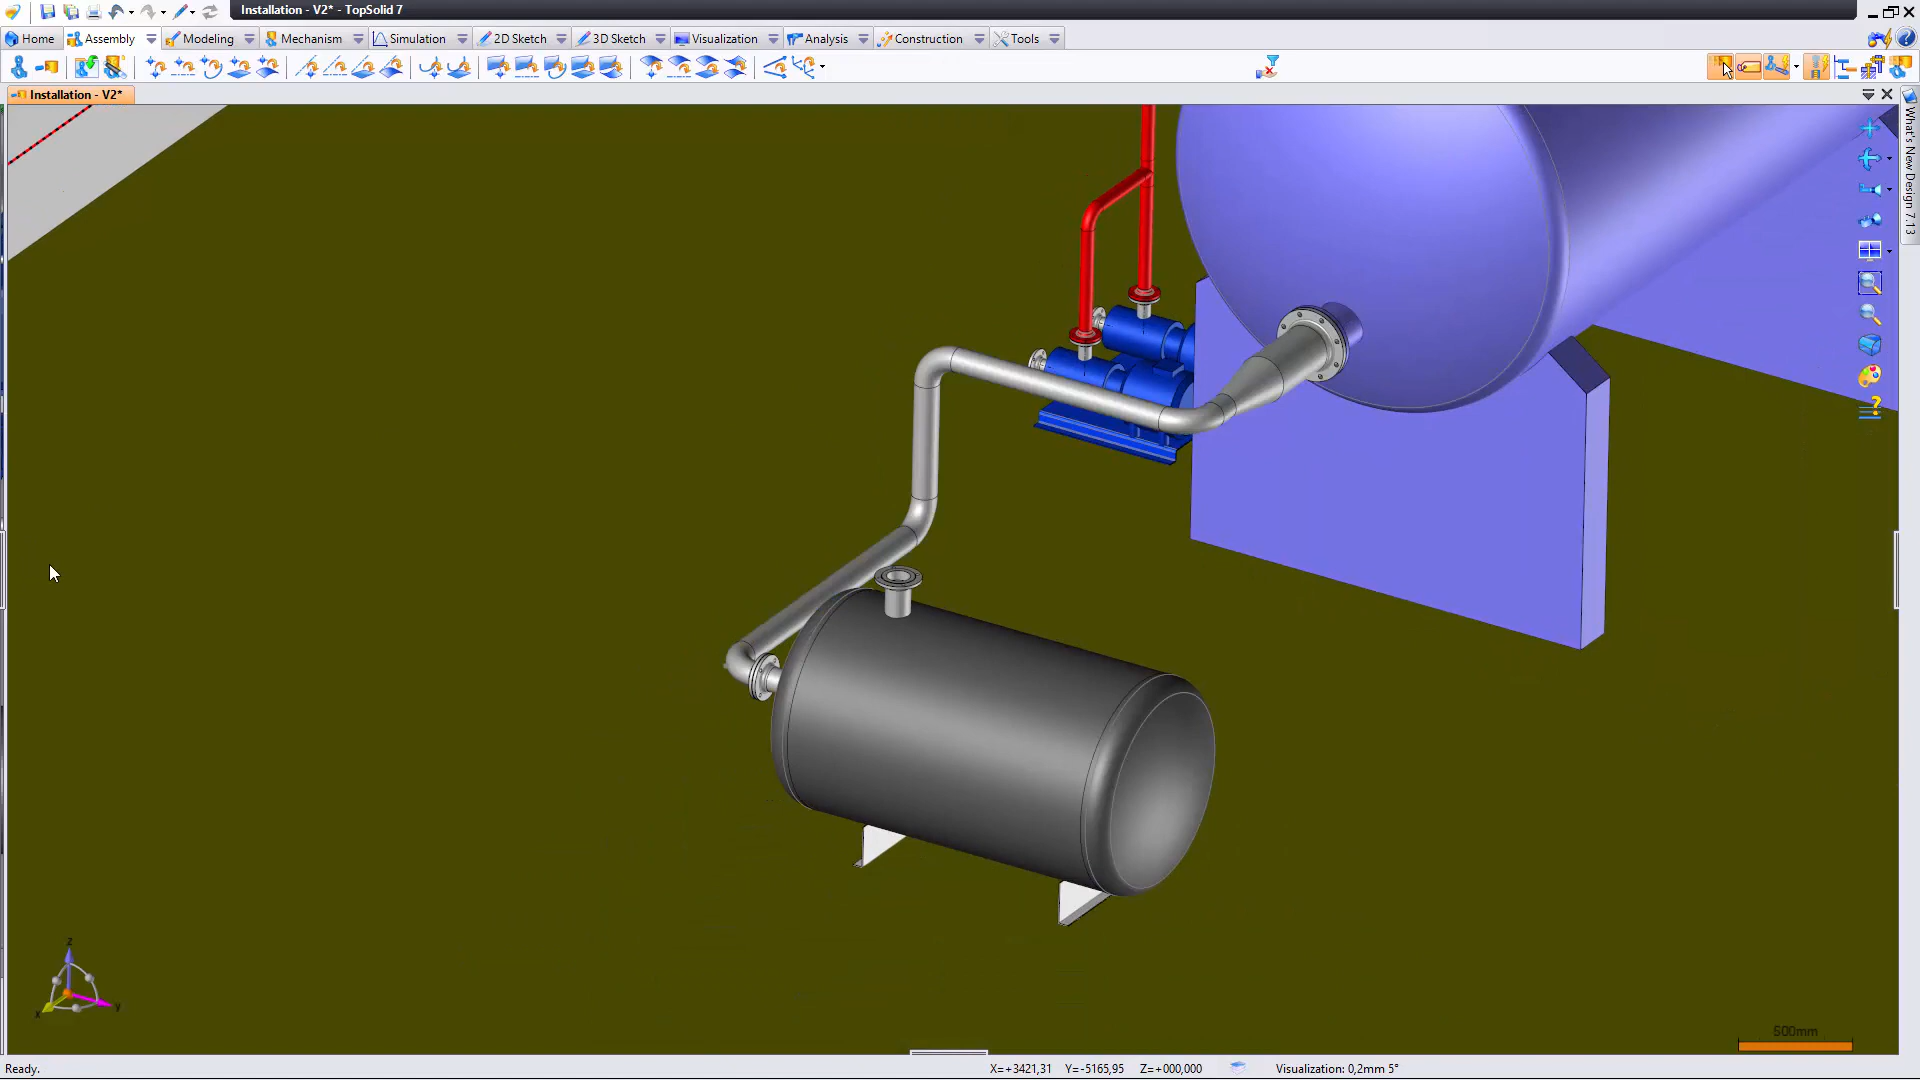 Installation - V2* - TopSolid 7
Home Assembly Modeling Mechanism Simulation 2D Sketch 3D Sketch Visualization Analysis Construction Tools
Installation - V2*
What's New Design 7.13
z
x
y
500mm
Ready.
X=+3421,31 Y=-5165,95 Z=+000,000 Visualization: 0,2mm 5°